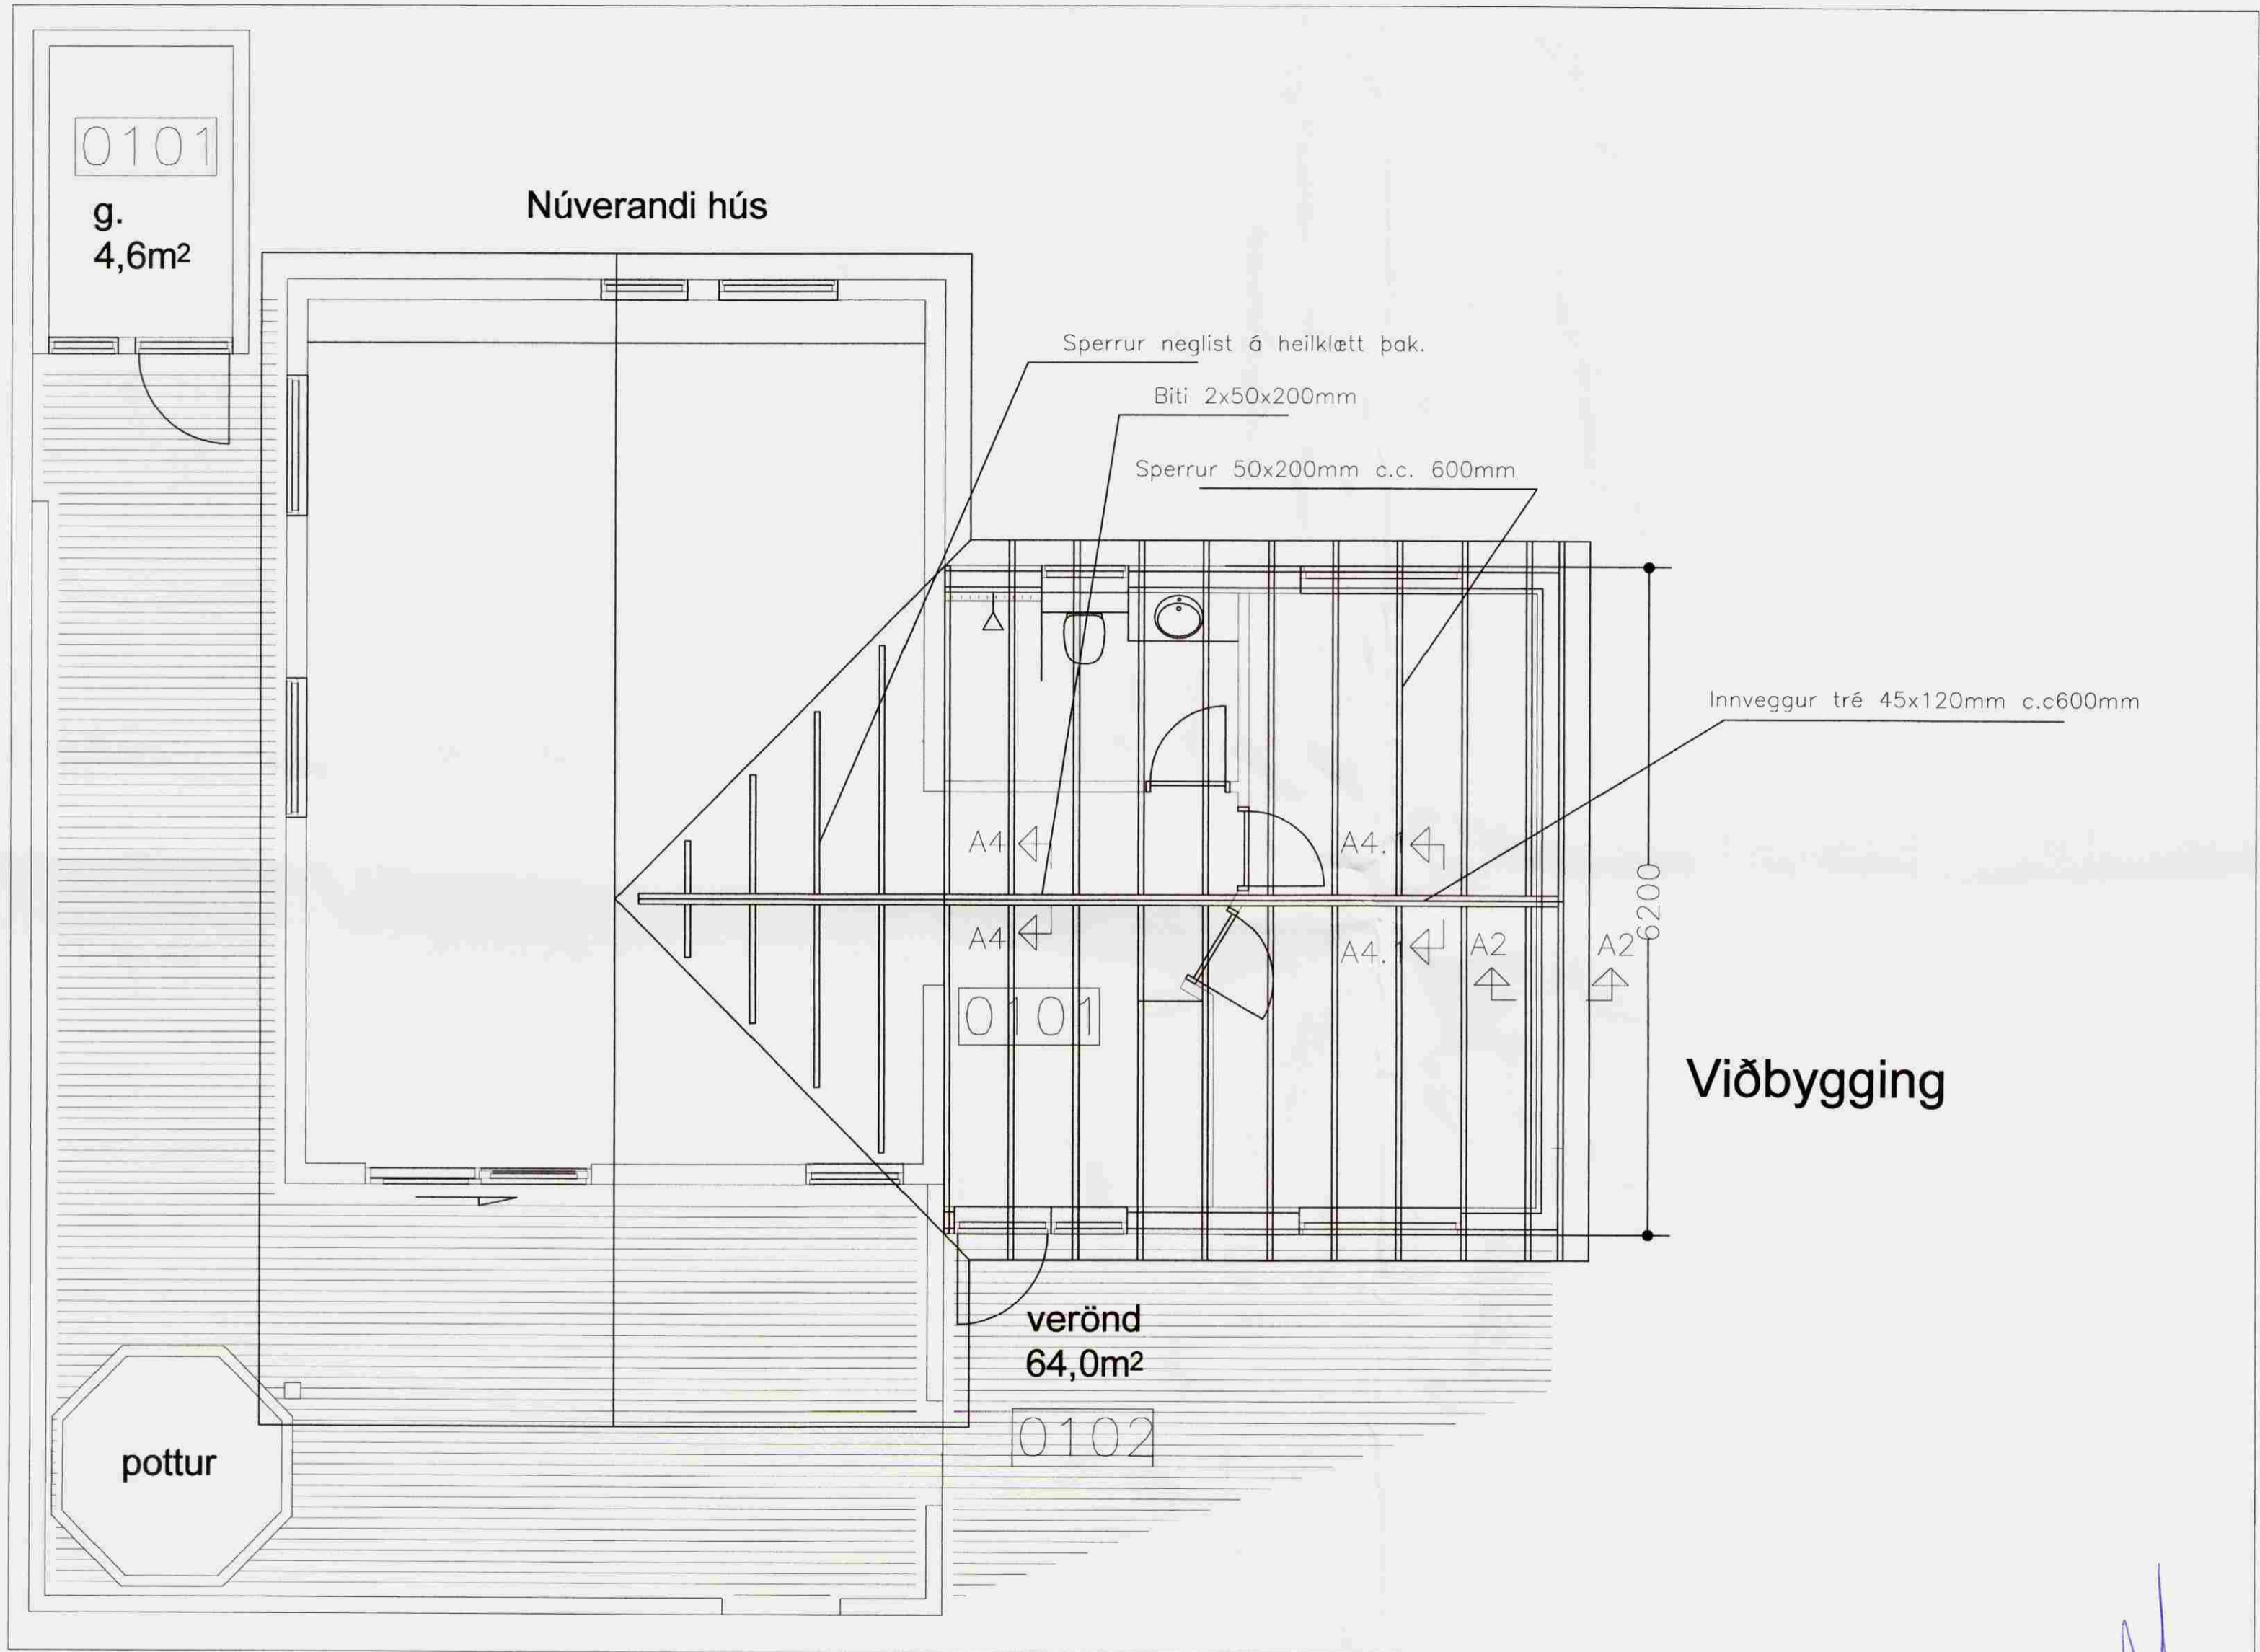 0101
g.
4,6m²
Núverandi hús
Sperrur neglist á heilklætt þak.
Biti 2x50x200mm
Sperrur 50x200mm c.c. 600mm
Innveggur tré 45x120mm c.c600mm
A4
A4.1
A4
A4.1
A2
A2
6200
0101
Viðbygging
verönd
64,0m²
0102
pottur